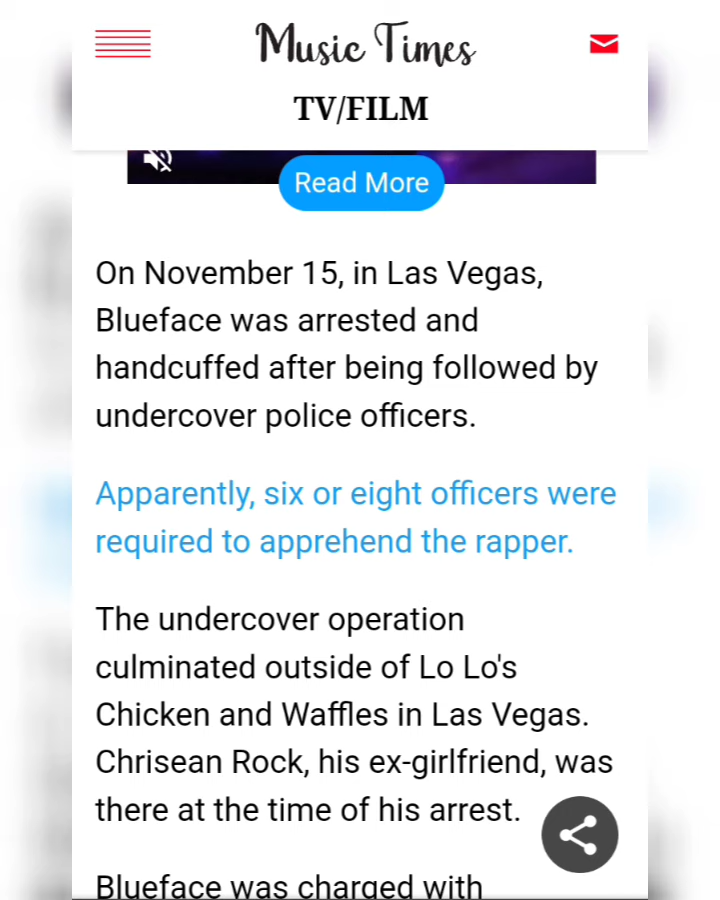 Music Times
TV/FILM
Read More
On November 15, in Las Vegas,
Blueface was arrested and
handcuffed after being followed by
undercover police officers.
Apparently, six or eight officers were
required to apprehend the rapper.
The undercover operation
culminated outside of Lo Lo's
Chicken and Waffles in Las Vegas.
Chrisean Rock, his ex-girlfriend, was
there at the time of his arrest.
Blueface was charged with